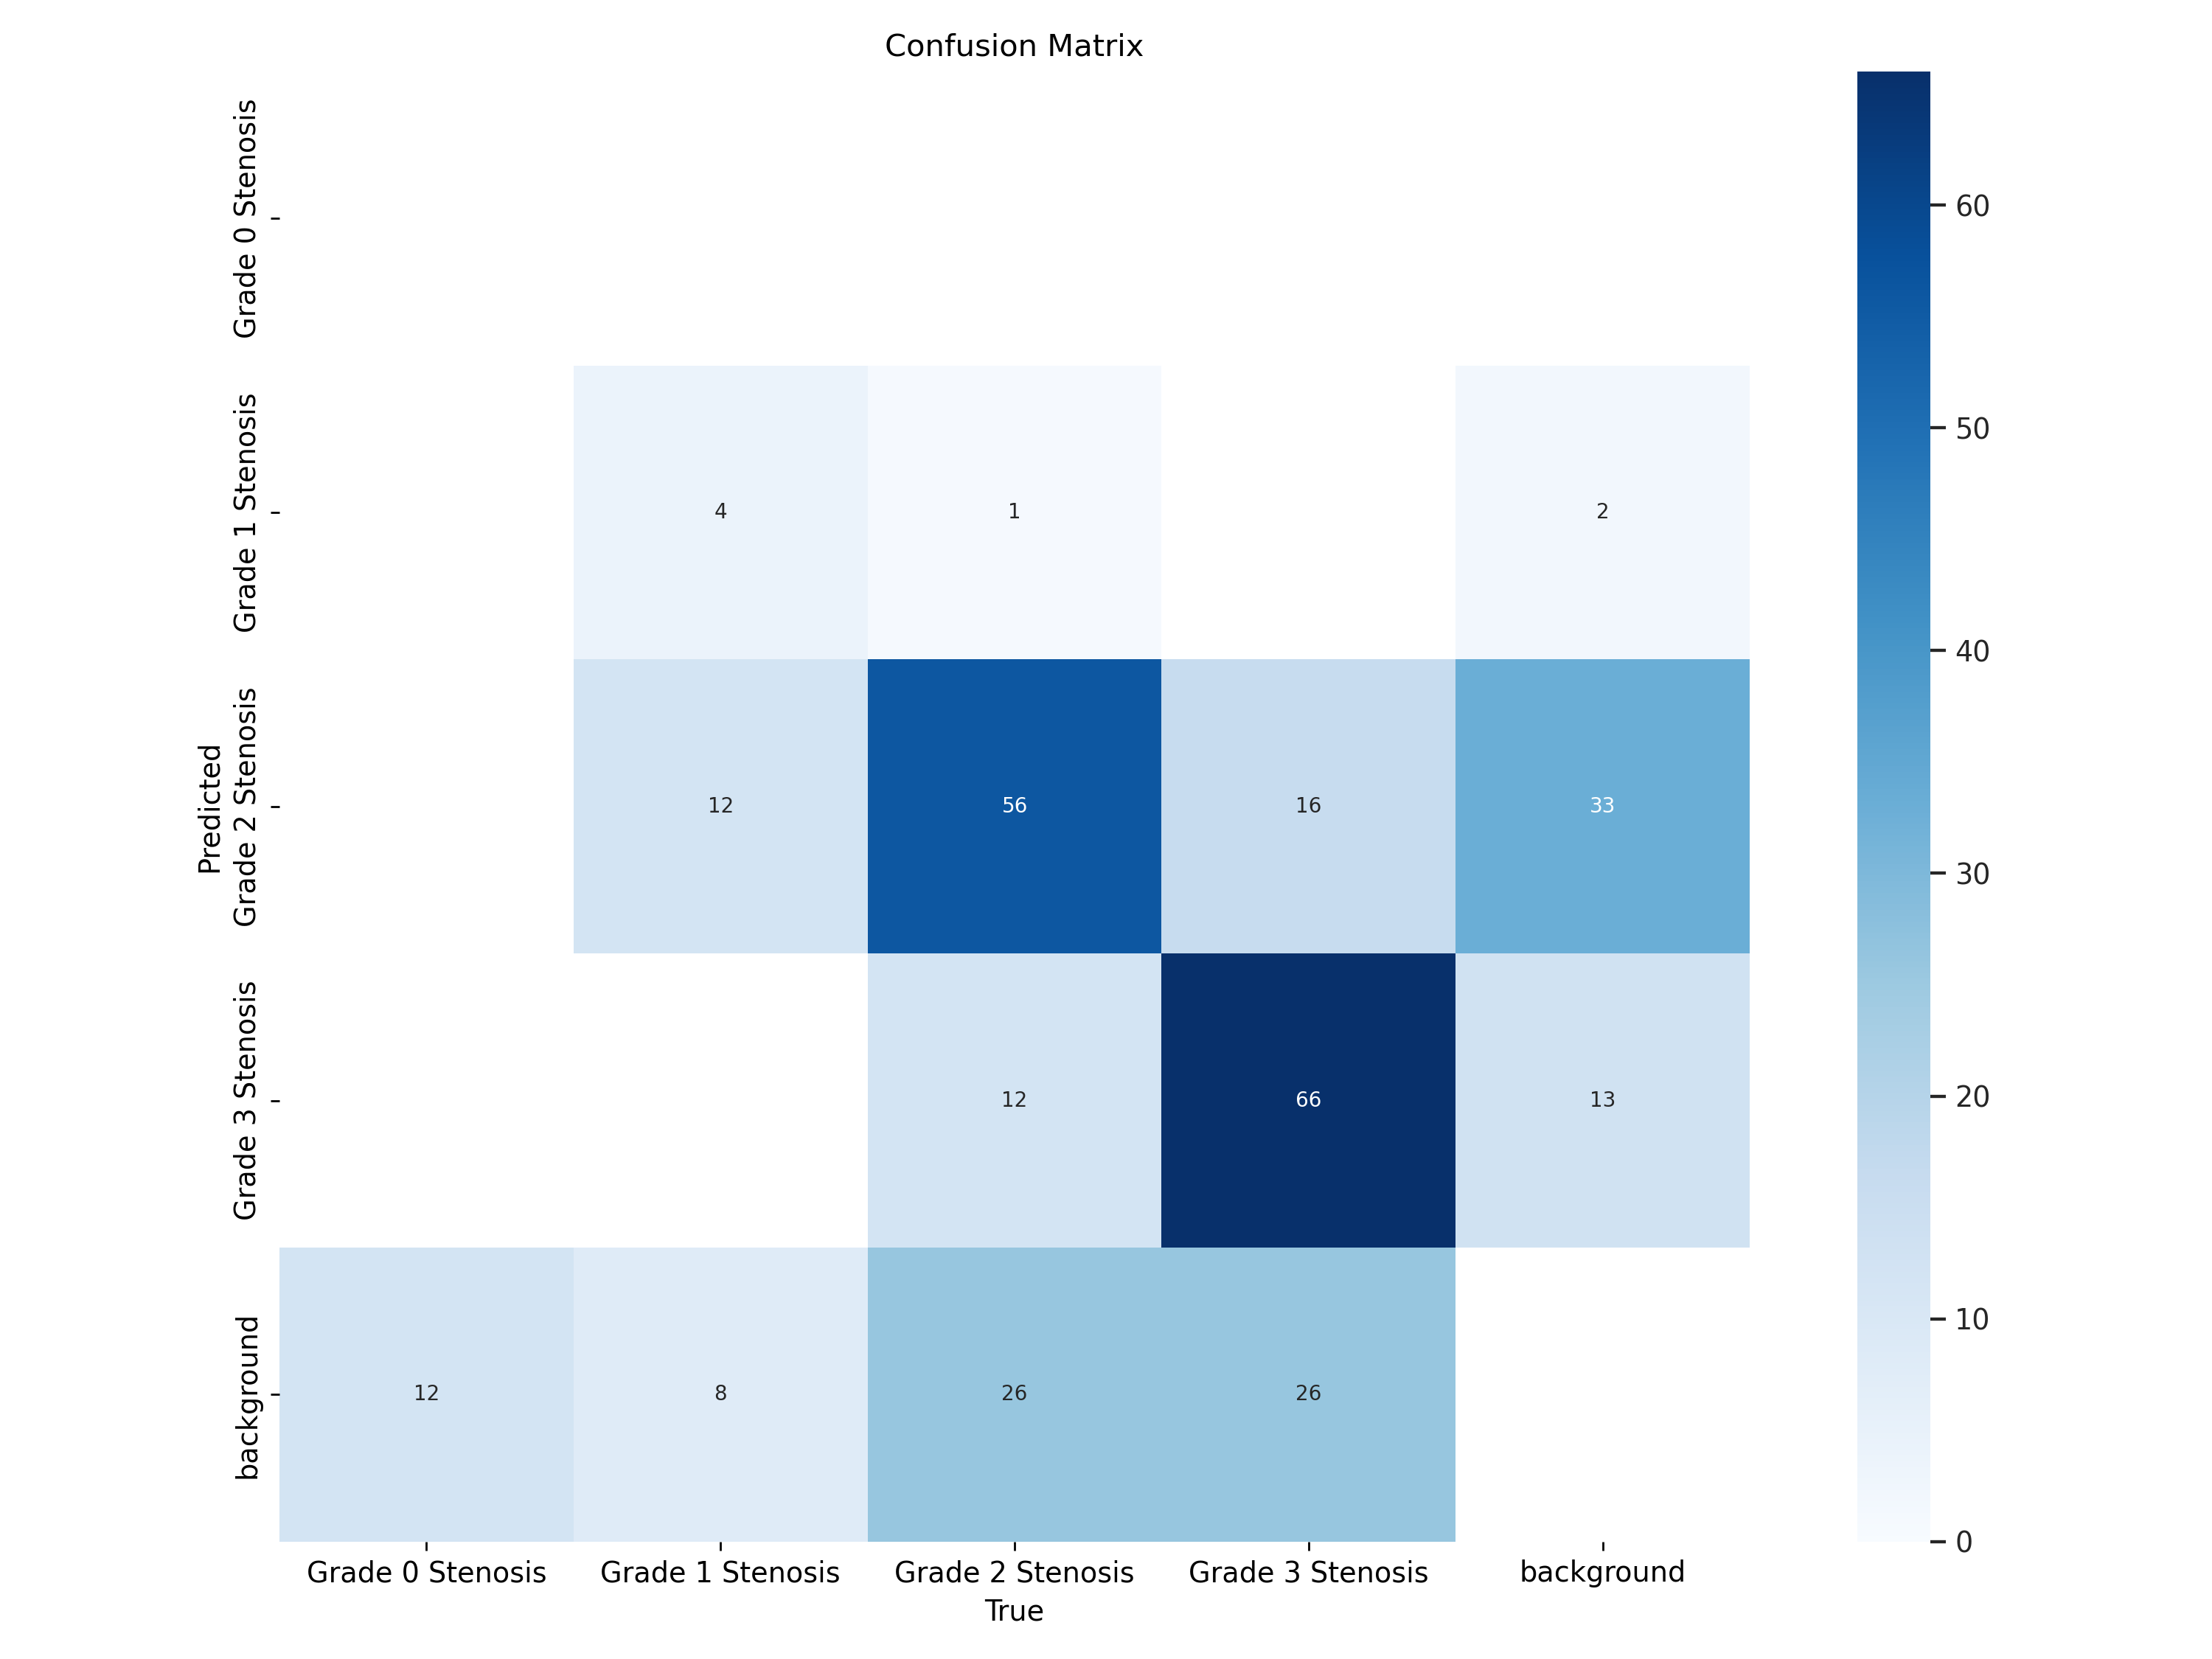 Confusion Matrix
Predicted
Grade 0 Stenosis
Grade 1 Stenosis
4 1 2
Grade 2 Stenosis
12 56 16 33
Grade 3 Stenosis
12 66 13
background
12 8 26 26
Grade 0 Stenosis Grade 1 Stenosis Grade 2 Stenosis Grade 3 Stenosis background
True
60
50
40
30
20
10
0